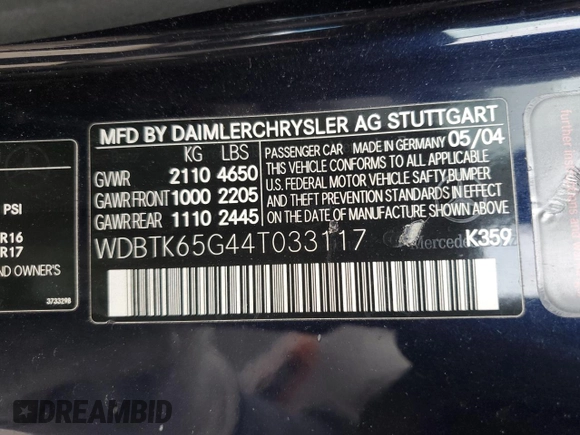 MFD BY DAIMLERCHRYSLER AG STUTTGART
KG LBS
GVWR 2110 4650
GAWR FRONT 1000 2205
GAWR REAR 1110 2445
PASSENGER CAR MADE IN GERMANY 05/04
THIS VEHICLE CONFORMS TO ALL APPLICABLE
U.S. FEDERAL MOTOR VEHICLE SAFTY,BUMPER
AND THEFT PREVENTION STANDARDS IN EFFECT
ON THE DATE OF MANUFACTURE SHOWN ABOVE.
WDBTK65G44T033117
K359
PSI
R16
R17
ND OWNER'S
3733298
further inst
DREAMBID